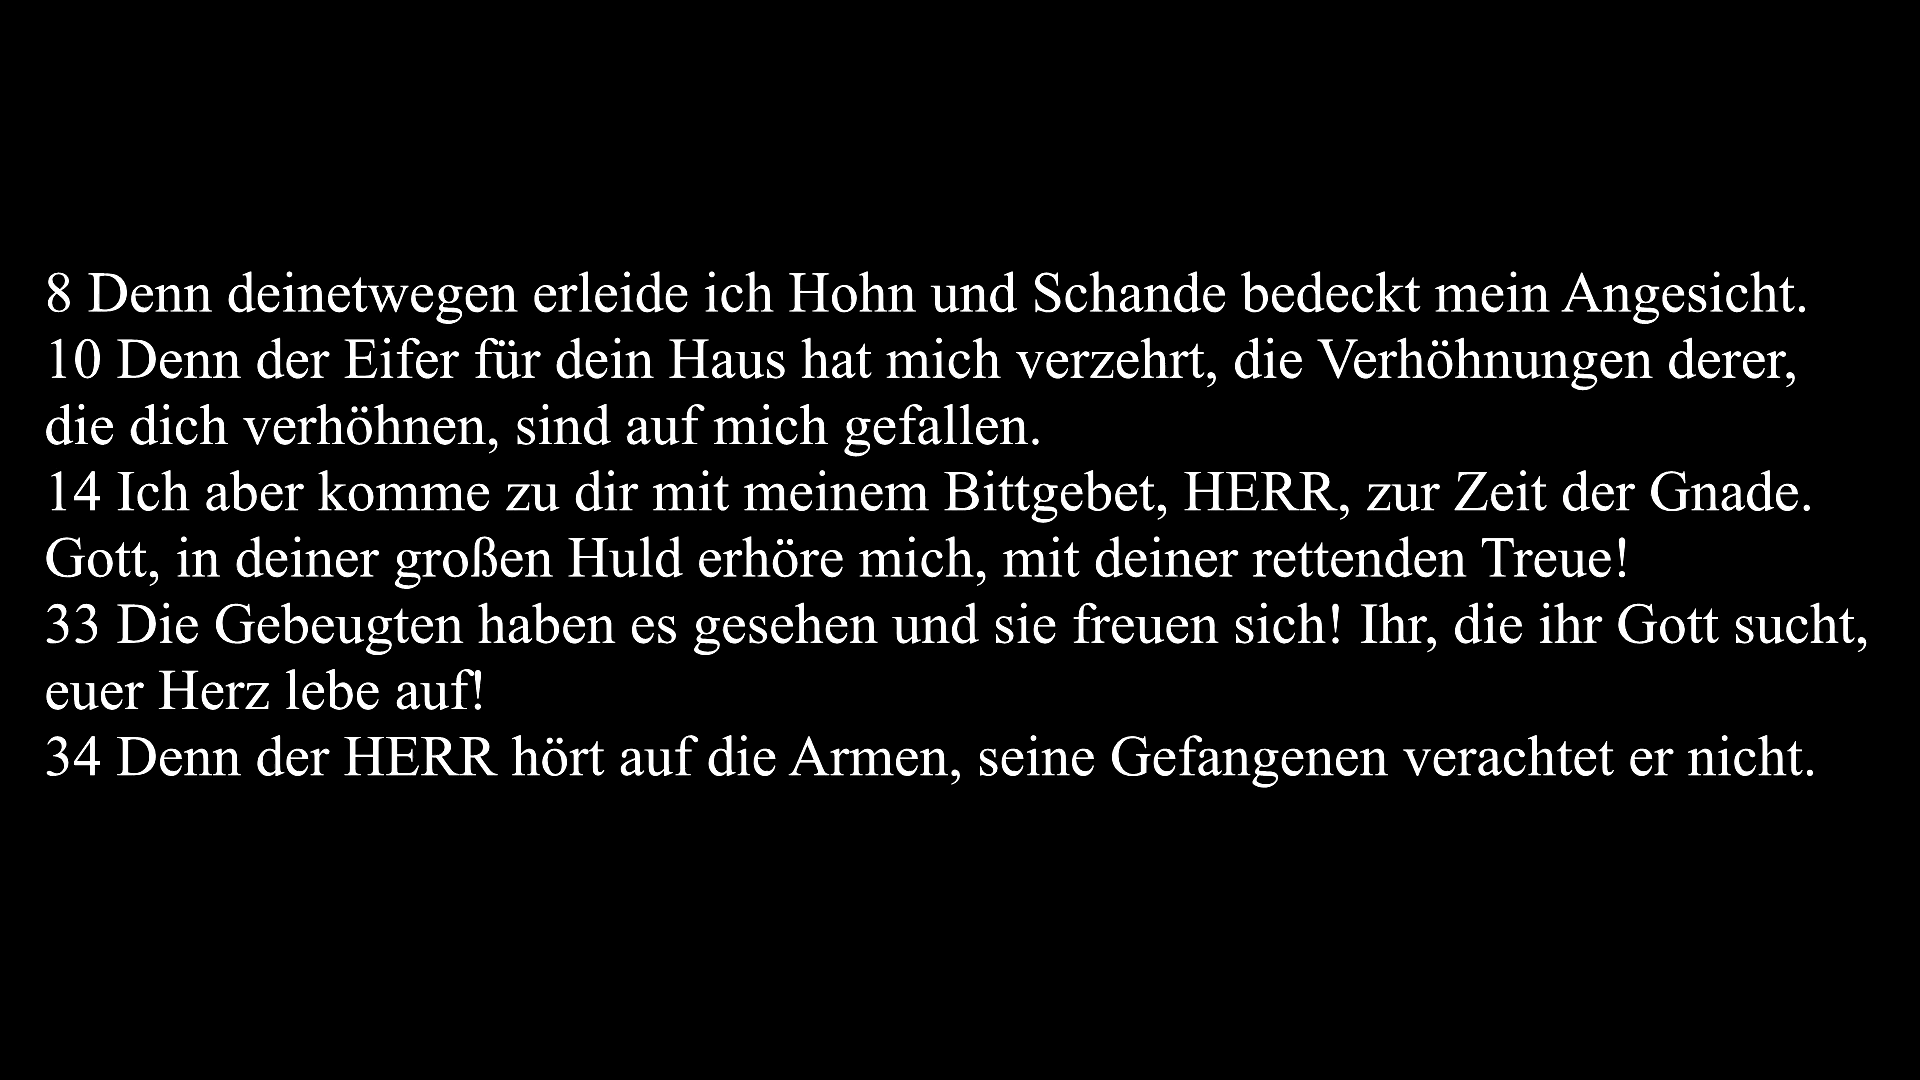 8 Denn deinetwegen erleide ich Hohn und Schande bedeckt mein Angesicht.
10 Denn der Eifer für dein Haus hat mich verzehrt, die Verhöhnungen derer,
die dich verhöhnen, sind auf mich gefallen.
14 Ich aber komme zu dir mit meinem Bittgebet, HERR, zur Zeit der Gnade.
Gott, in deiner großen Huld erhöre mich, mit deiner rettenden Treue!
33 Die Gebeugten haben es gesehen und sie freuen sich! Ihr, die ihr Gott sucht,
euer Herz lebe auf!
34 Denn der HERR hört auf die Armen, seine Gefangenen verachtet er nicht.